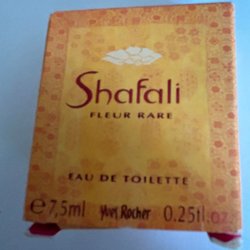 Shafali
FLEUR RARE
EAU DE TOILETTE
℮ 7,5ml Yves Rocher 0.25fl.oz.